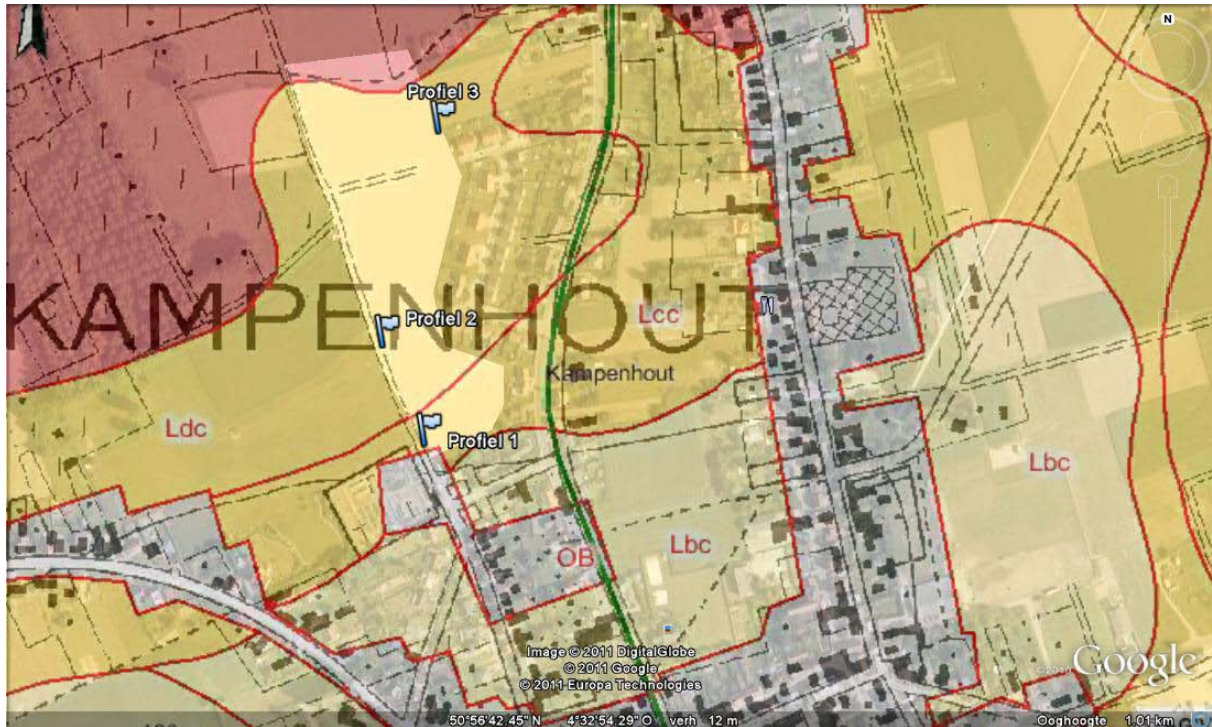 N
Profiel 3
KAMPENHOUT
Profiel 2
Lcc
Kampenhout
Ldc
Profiel 1
Lbc
OB
Lbc
Image © 2011 DigitalGlobe
© 2011 Google
© 2011 Europa Technologies
© 2010 Google
50°56'42.45" N 4°32'54.29" O verh 12 m
Ooghoogte 1.01 km